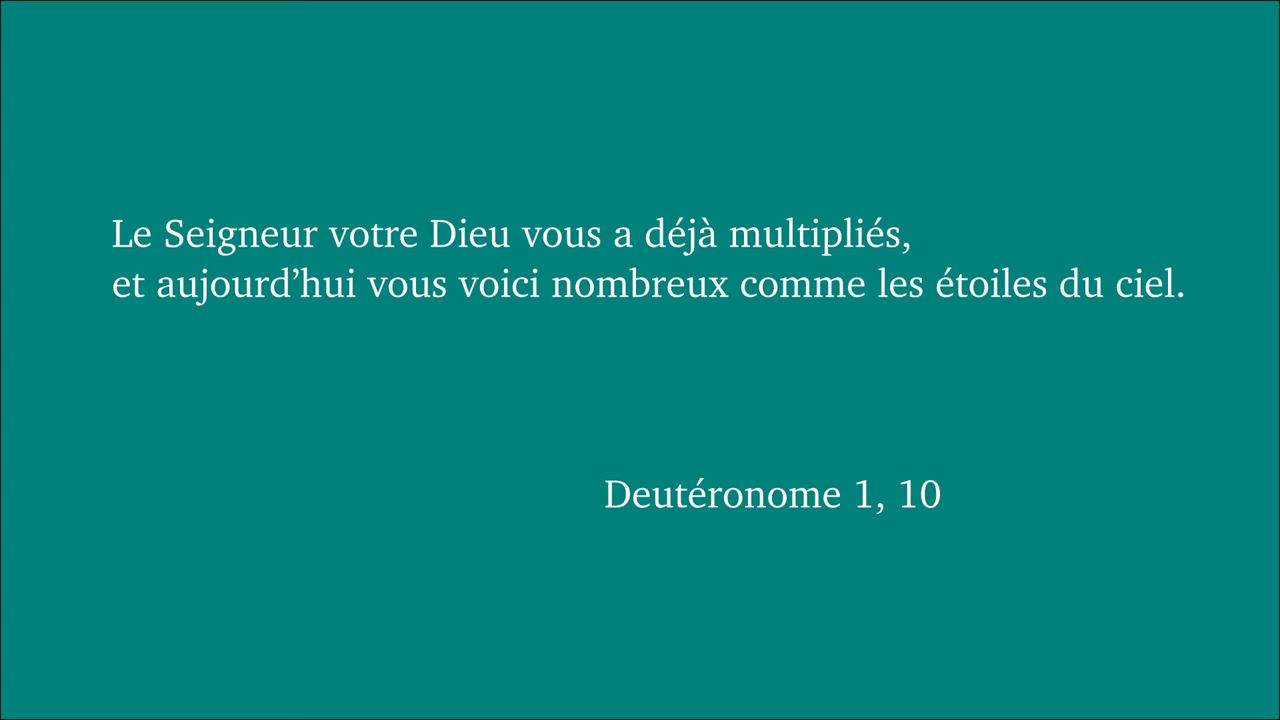 Le Seigneur votre Dieu vous a déjà multipliés,
et aujourd’hui vous voici nombreux comme les étoiles du ciel.
Deutéronome 1, 10